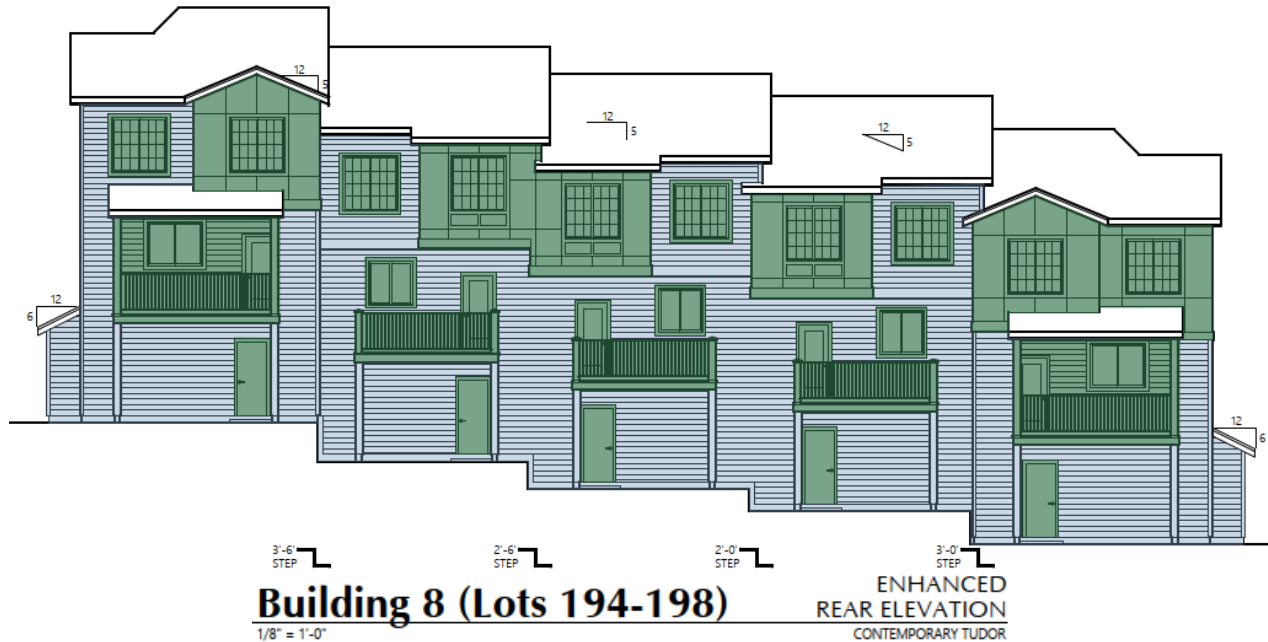 12
5
12
5
12
5
12
6
12
6
3'-6"
STEP
2'-6"
STEP
2'-0"
STEP
3'-0"
STEP
Building 8 (Lots 194-198)
1/8" = 1'-0"
ENHANCED
REAR ELEVATION
CONTEMPORARY TUDOR